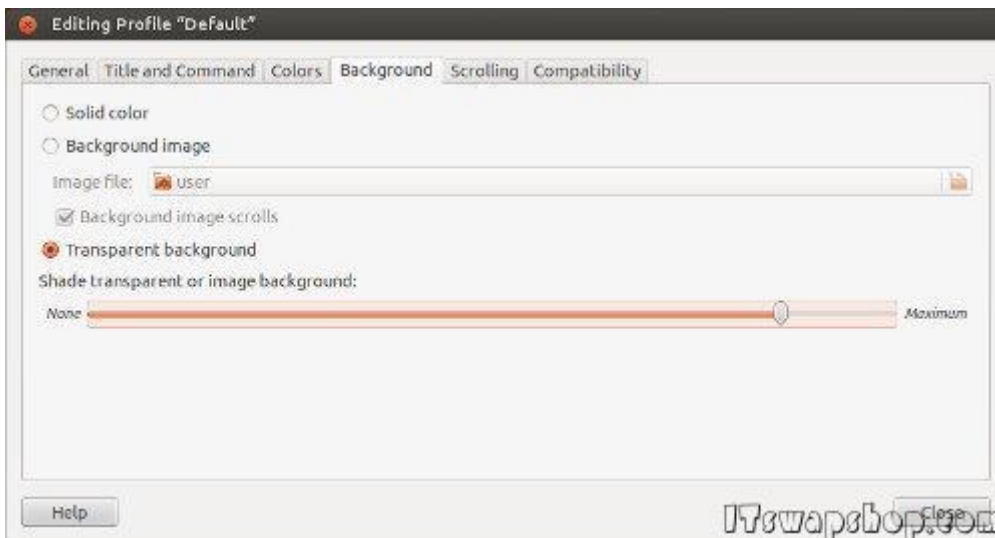 Editing Profile “Default”
General Title and Command Colors Background Scrolling Compatibility
Solid color
Background image
Image file: user
Background image scrolls
Transparent background
Shade transparent or image background:
None Maximum
Help Close
ITswapshop.com